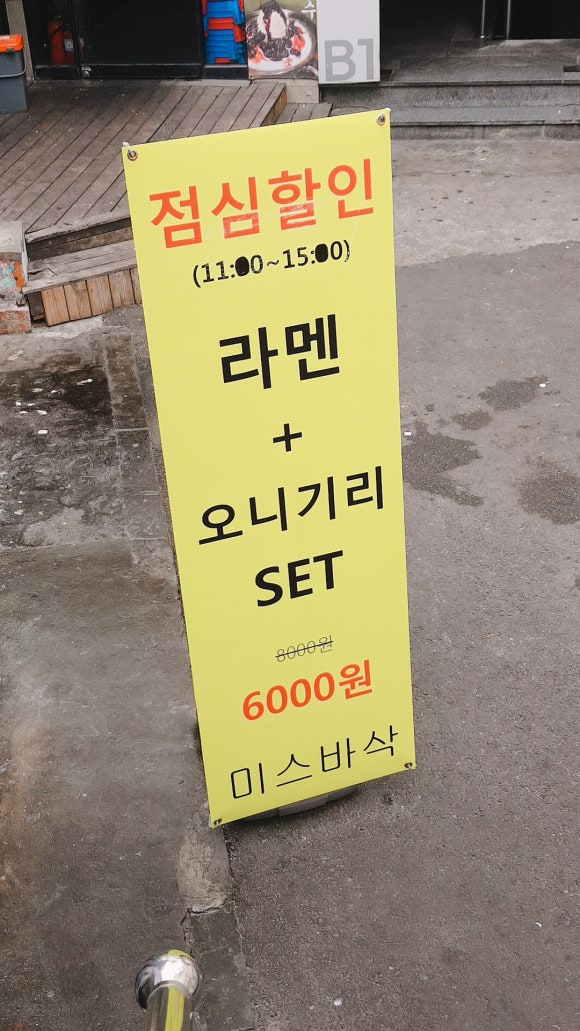 B1
점심할인
(11:00~15:00)
라멘
+
오니기리
SET
8000원
6000원
미스바삭